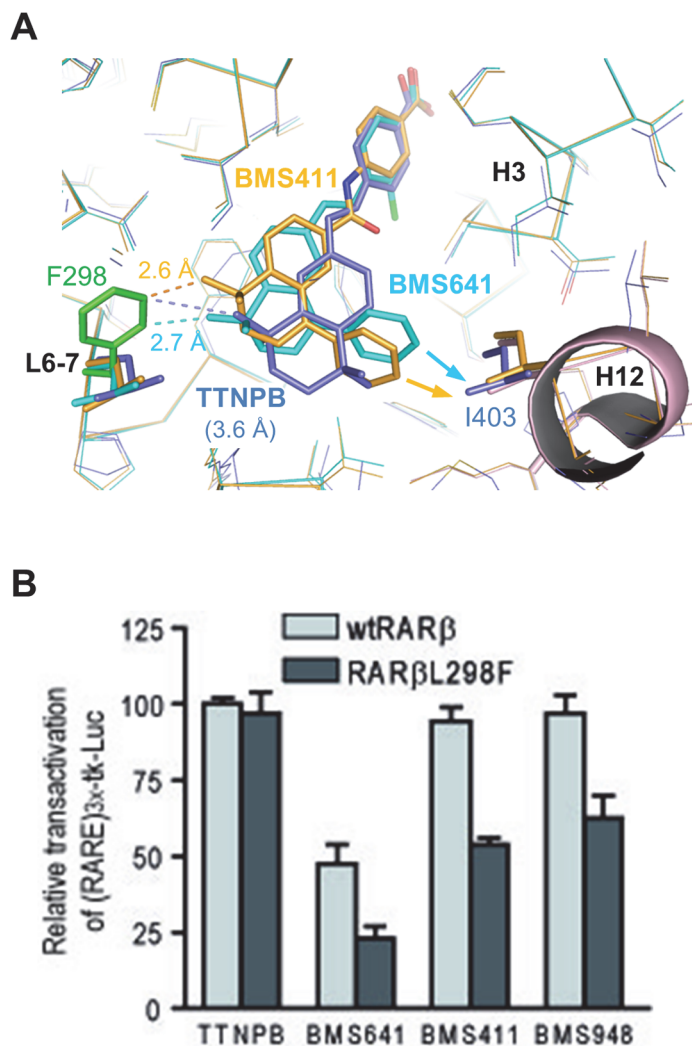 A
BMS411
H3
F298
2.6 Å
BMS641
2.7 Å
L6-7
H12
TTNPB
(3.6 Å)
I403
B
125
100
75
50
25
0
Relative transactivation
of (RARE)3x-tk-Luc
wtRARβ
RARβL298F
TTNPB
BMS641
BMS411
BMS948